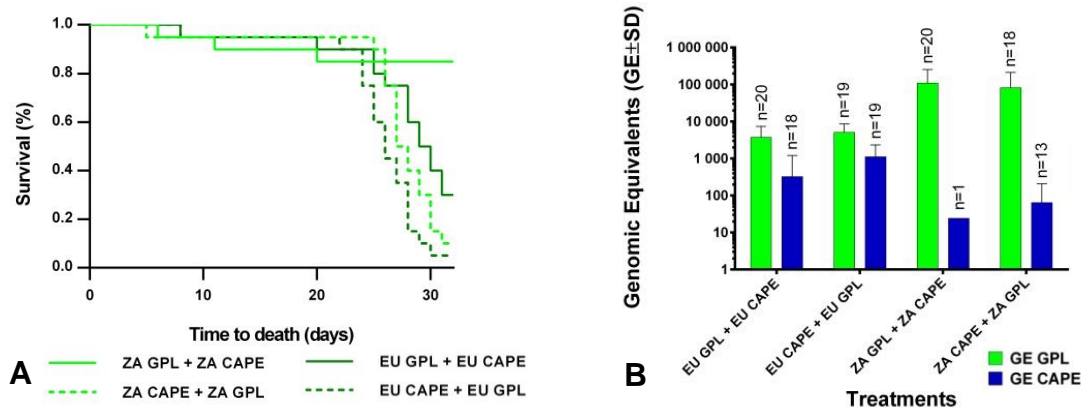 1.0
0.8
0.6
0.4
0.2
0.0
Survival (%)
0
10
20
30
Time to death (days)
ZA GPL + ZA CAPE
EU GPL + EU CAPE
ZA CAPE + ZA GPL
EU CAPE + EU GPL
A
Genomic Equivalents (GE±SD)
1 000 000
100 000
10 000
1 000
100
10
1
n=20
n=18
n=19
n=19
n=20
n=1
n=18
n=13
EU GPL + EU CAPE
EU CAPE + EU GPL
ZA GPL + ZA CAPE
ZA CAPE + ZA GPL
Treatments
GE GPL
GE CAPE
B